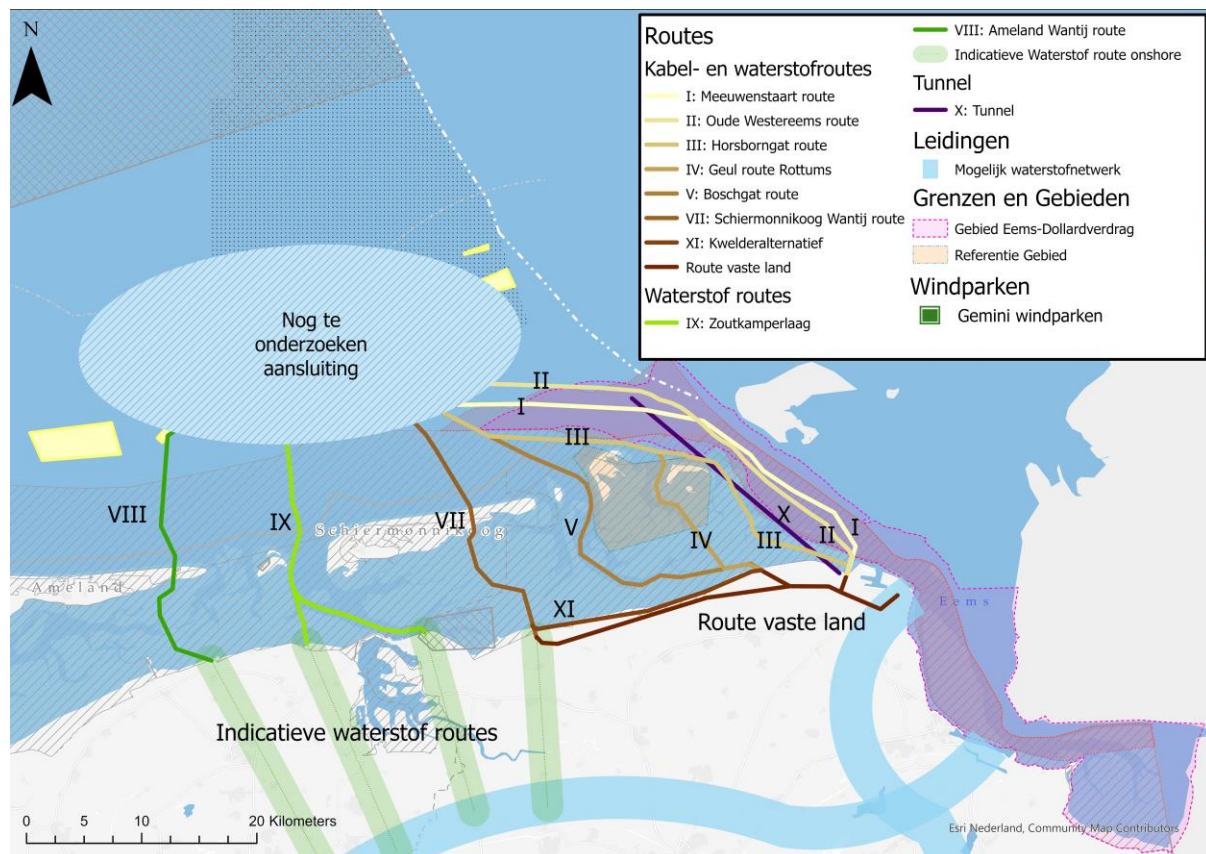 N
Routes
Kabel- en waterstofroutes
I: Meeuwenstaart route
II: Oude Westereems route
III: Horsborngat route
IV: Geul route Rottums
V: Boschgat route
VII: Schiermonnikoog Wantij route
XI: Kwelderalternatief
Route vaste land
Waterstof routes
IX: Zoutkamperlaag
VIII: Ameland Wantij route
Indicatieve Waterstof route onshore
Tunnel
X: Tunnel
Leidingen
Mogelijk waterstofnetwerk
Grenzen en Gebieden
Gebied Eems-Dollardverdrag
Referentie Gebied
Windparken
Gemini windparken
Nog te
onderzoeken
aansluiting
II
I
III
VIII
IX
Schiermonnikoog
VII
V
IV
X
III
II
I
Ameland
Eems
XI
Route vaste land
Indicatieve waterstof routes
0 5 10 20 Kilometers
Esri Nederland, Community Map Contributors